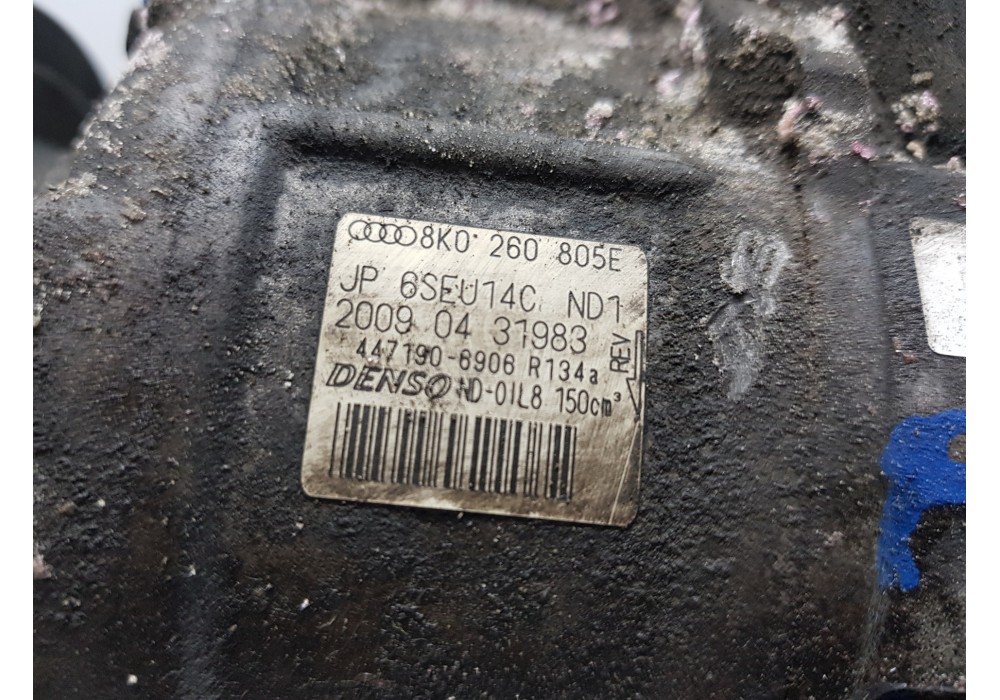 8K0 260 805E
JP 6SEU14C ND1
2009 04 31983
447190-6906 R134a
DENSO ND-OIL8 150cm³
REV